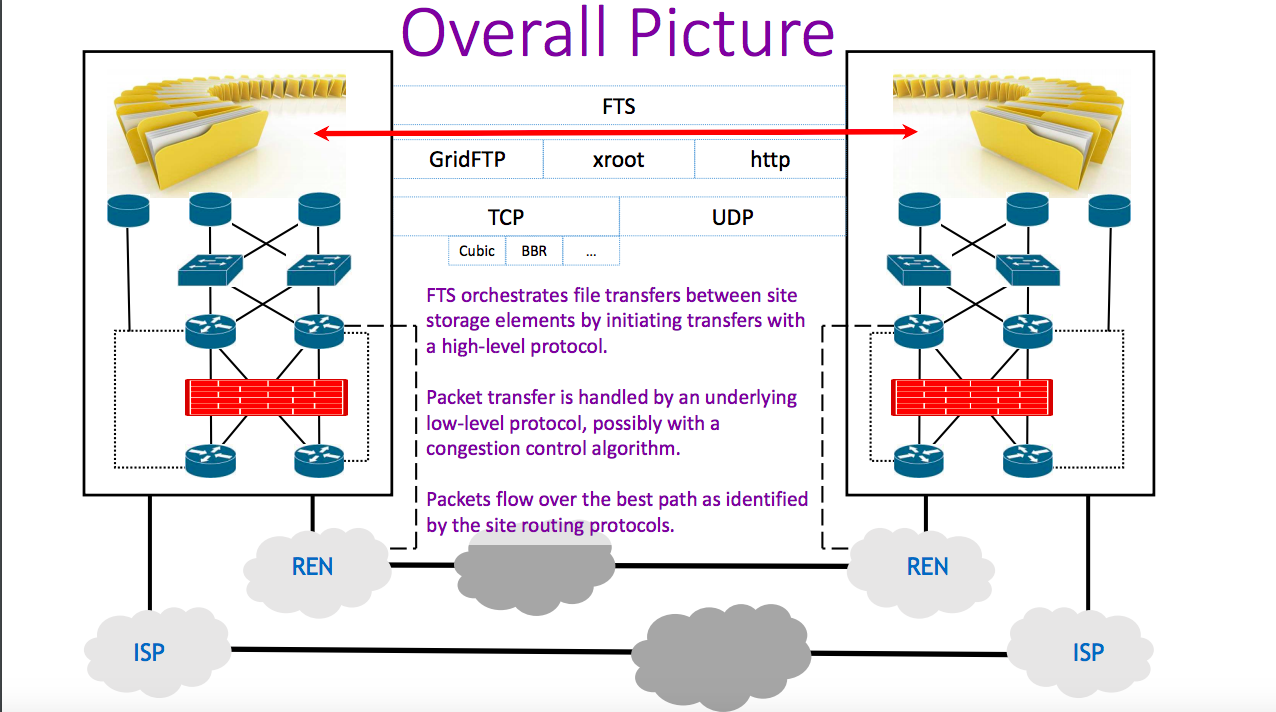 Overall Picture
FTS
GridFTP
xroot
http
TCP
UDP
Cubic
BBR
...
FTS orchestrates file transfers between site
storage elements by initiating transfers with
a high-level protocol.
Packet transfer is handled by an underlying
low-level protocol, possibly with a
congestion control algorithm.
Packets flow over the best path as identified
by the site routing protocols.
REN
REN
ISP
ISP